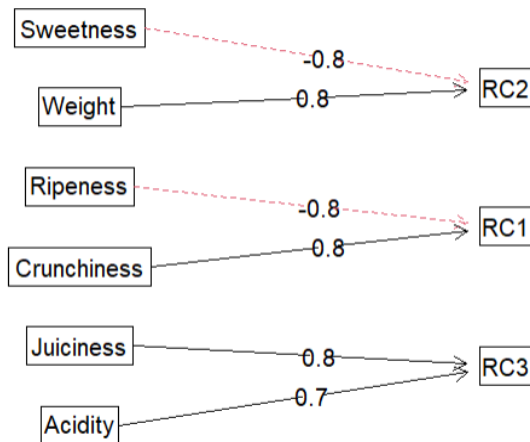 Sweetness
-0.8
RC2
Weight
0.8
Ripeness
-0.8
RC1
Crunchiness
0.8
Juiciness
0.8
RC3
Acidity
0.7